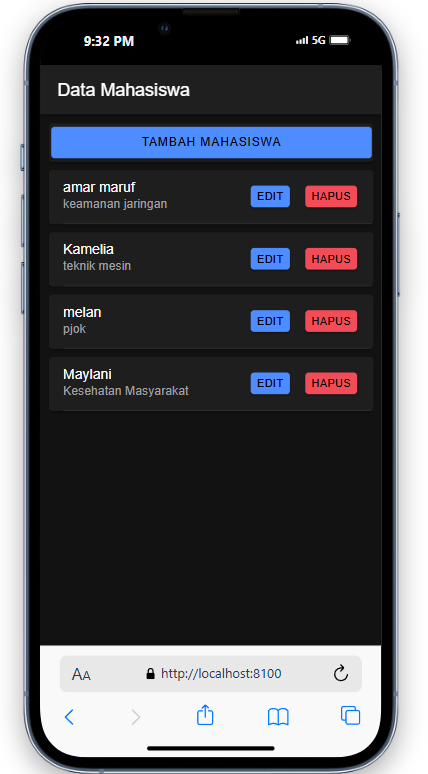 9:32 PM
5G
Data Mahasiswa
TAMBAH MAHASISWA
amar maruf
keamanan jaringan
EDIT
HAPUS
Kamelia
teknik mesin
EDIT
HAPUS
melan
pjok
EDIT
HAPUS
Maylani
Kesehatan Masyarakat
EDIT
HAPUS
AA
http://localhost:8100